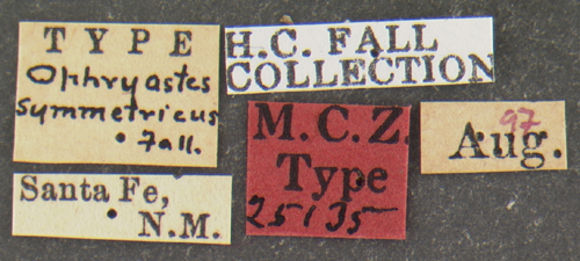 TYPE
Ophryastes
symmetricus
Fall.
H.C. FALL
COLLECTION
M.C.Z.
Type
25135
97
Aug.
Santa Fe,
N.M.